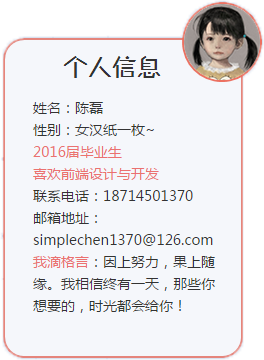 个人信息
姓名：陈磊
性别：女汉纸一枚~
2016届毕业生
喜欢前端设计与开发
联系电话：18714501370
邮箱地址：
simplechen1370@126.com
我滴格言：因上努力，果上随
缘。我相信终有一天，那些你
想要的，时光都会给你！